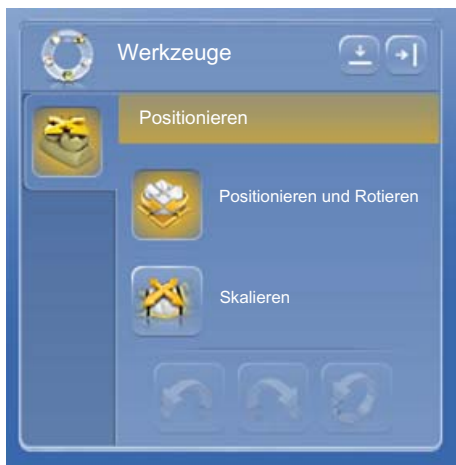 Werkzeuge
Positionieren
Positionieren und Rotieren
Skalieren